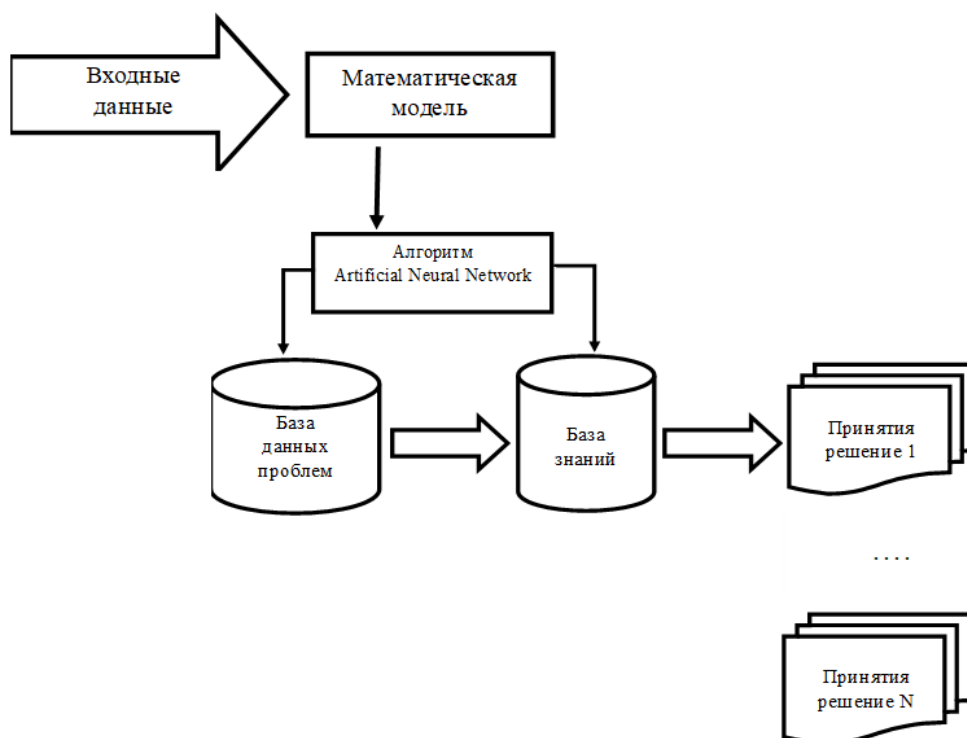 Входные
данные
Математическая
модель
Алгоритм
Artificial Neural Network
База
данных
проблем
База
знаний
Принятия
решение 1
....
Принятия
решение N